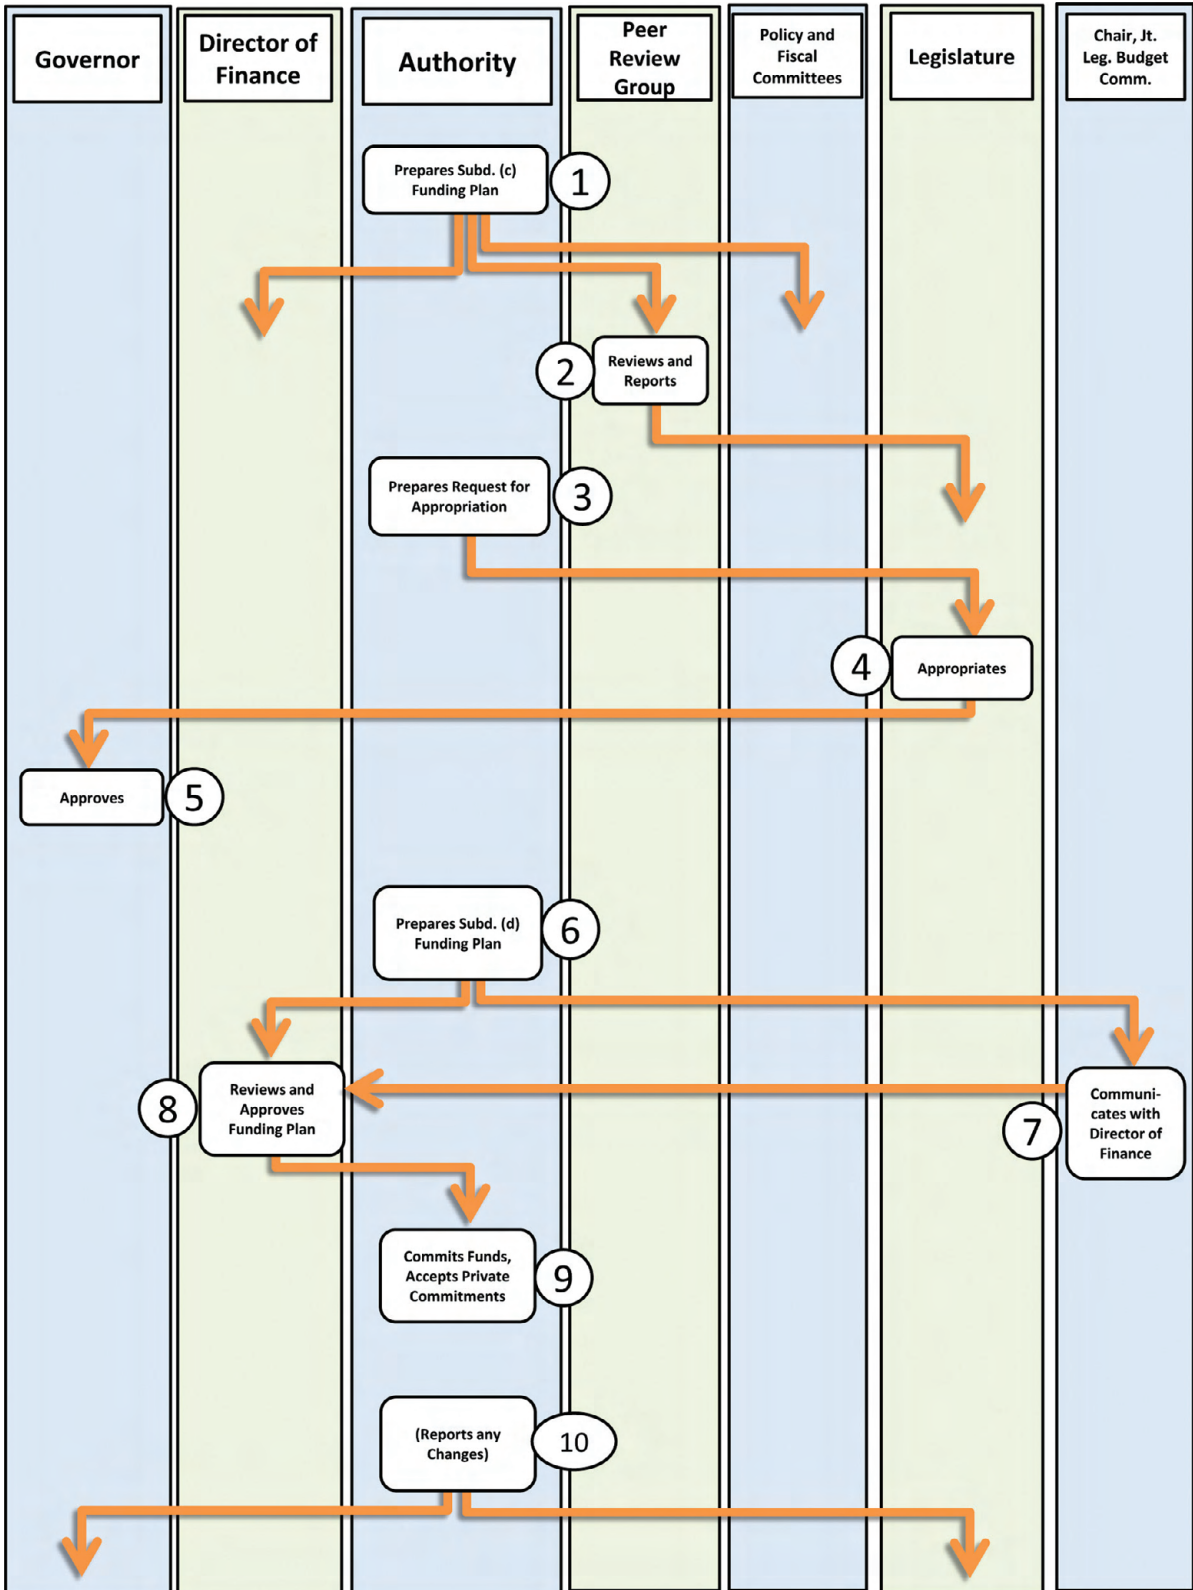 Governor
Director of
Finance
Authority
Peer
Review
Group
Policy and
Fiscal
Committees
Legislature
Chair, Jt.
Leg. Budget
Comm.
Prepares Subd. (c)
Funding Plan
1
2
Reviews and
Reports
Prepares Request for
Appropriation
3
4
Appropriates
Approves
5
Prepares Subd. (d)
Funding Plan
6
8
Reviews and
Approves
Funding Plan
7
Communi-
cates with
Director of
Finance
Commits Funds,
Accepts Private
Commitments
9
(Reports any
Changes)
10